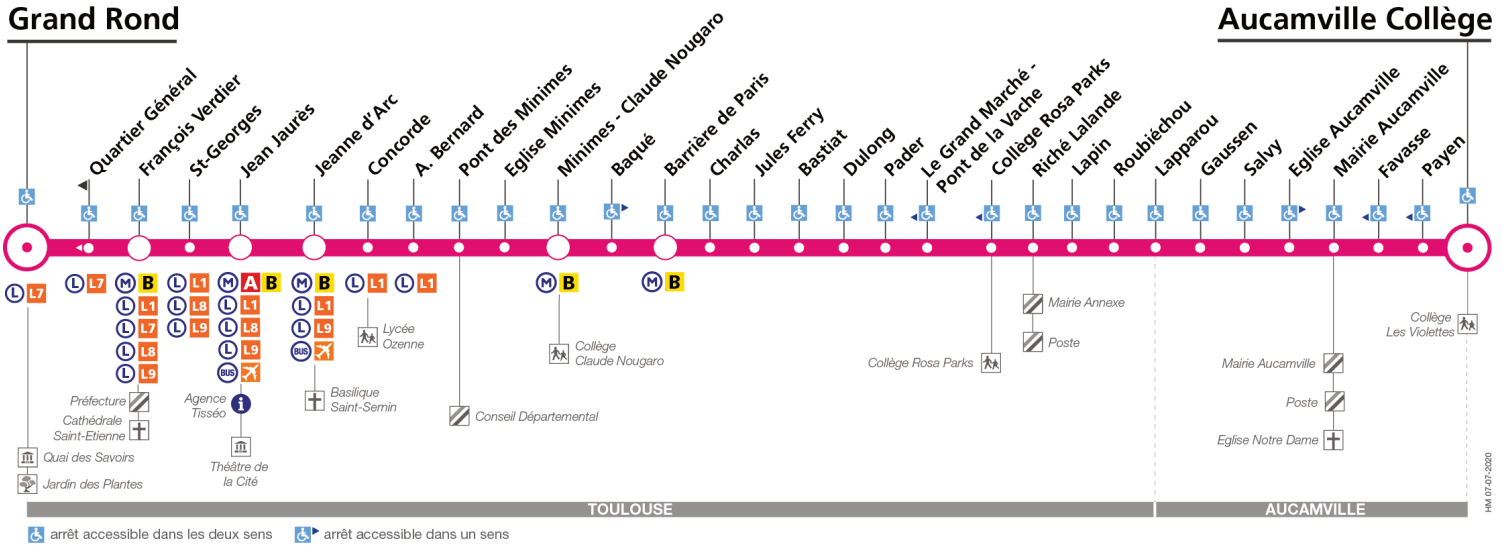 Grand Rond
Aucamville Collège
Quartier Général
François Verdier
St-Georges
Jean Jaurès
Jeanne d'Arc
Concorde
A. Bernard
Pont des Minimes
Eglise Minimes
Minimes - Claude Nougaro
Baqué
Barrière de Paris
Charlas
Jules Ferry
Bastiat
Dulong
Pader
Le Grand Marché -
Pont de la Vache
Collège Rosa Parks
Riché Lalande
Lapin
Roubiéchou
Lapparou
Gaussen
Salvy
Eglise Aucamville
Mairie Aucamville
Favasse
Payen
L L7
L L7
M B
L L1
L L7
L L8
L L9
L L1
L L8
L L9
M A B
L L1
L L8
L L9
BUS
M B
L L1
L L9
BUS
L L1
L L1
M B
M B
Quai des Savoirs
Jardin des Plantes
Préfecture
Cathédrale
Saint-Etienne
Agence
Tisséo
i
Théâtre de
la Cité
Basilique
Saint-Sernin
Lycée
Ozenne
Conseil Départemental
Collège
Claude Nougaro
Collège Rosa Parks
Mairie Annexe
Poste
Mairie Aucamville
Poste
Eglise Notre Dame
Collège
Les Violettes
TOULOUSE
AUCAMVILLE
arrêt accessible dans les deux sens
arrêt accessible dans un sens
HM 07-07-2020